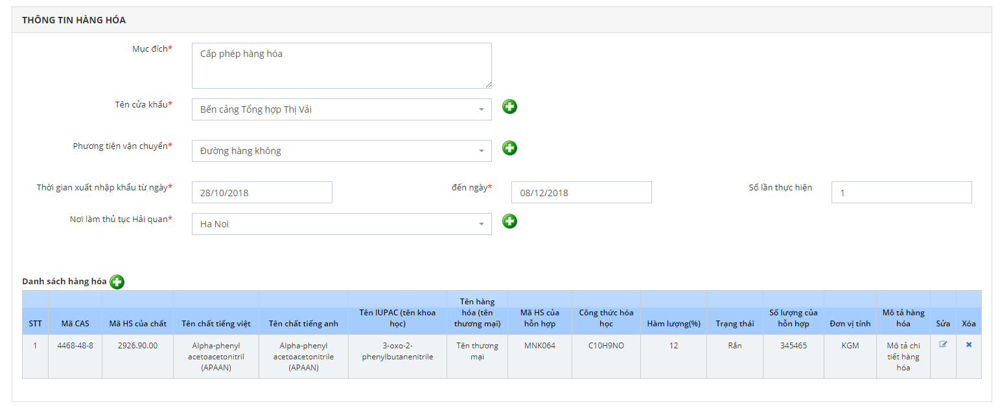 THÔNG TIN HÀNG HÓA
Mục đích*
Cấp phép hàng hóa
Tên cửa khẩu*
Bến cảng Tổng hợp Thị Vải
Phương tiện vận chuyển*
Đường hàng không
Thời gian xuất nhập khẩu từ ngày* 28/10/2018 đến ngày* 08/12/2018 Số lần thực hiện 1
Nơi làm thủ tục Hải quan*
Ha Noi
Danh sách hàng hóa
STT
Mã CAS
Mã HS của chất
Tên chất tiếng việt
Tên chất tiếng anh
Tên IUPAC (tên khoa
học)
Tên hàng
hóa (tên
thương mại)
Mã HS của
hỗn hợp
Công thức hóa
học
Hàm lượng(%)
Trạng thái
Số lượng của
hỗn hợp
Đơn vị tính
Mô tả hàng
hóa
Sửa
Xóa
1
4468-48-8
2926.90.00
Alpha-phenyl
acetoacetonitril
(APAAN)
Alpha-phenyl
acetoacetonitrile
(APAAN)
3-oxo-2-
phenylbutanenitrile
Tên thương
mại
MNK064
C10H9NO
12
Rắn
345465
KGM
Mô tả chi
tiết hàng
hóa